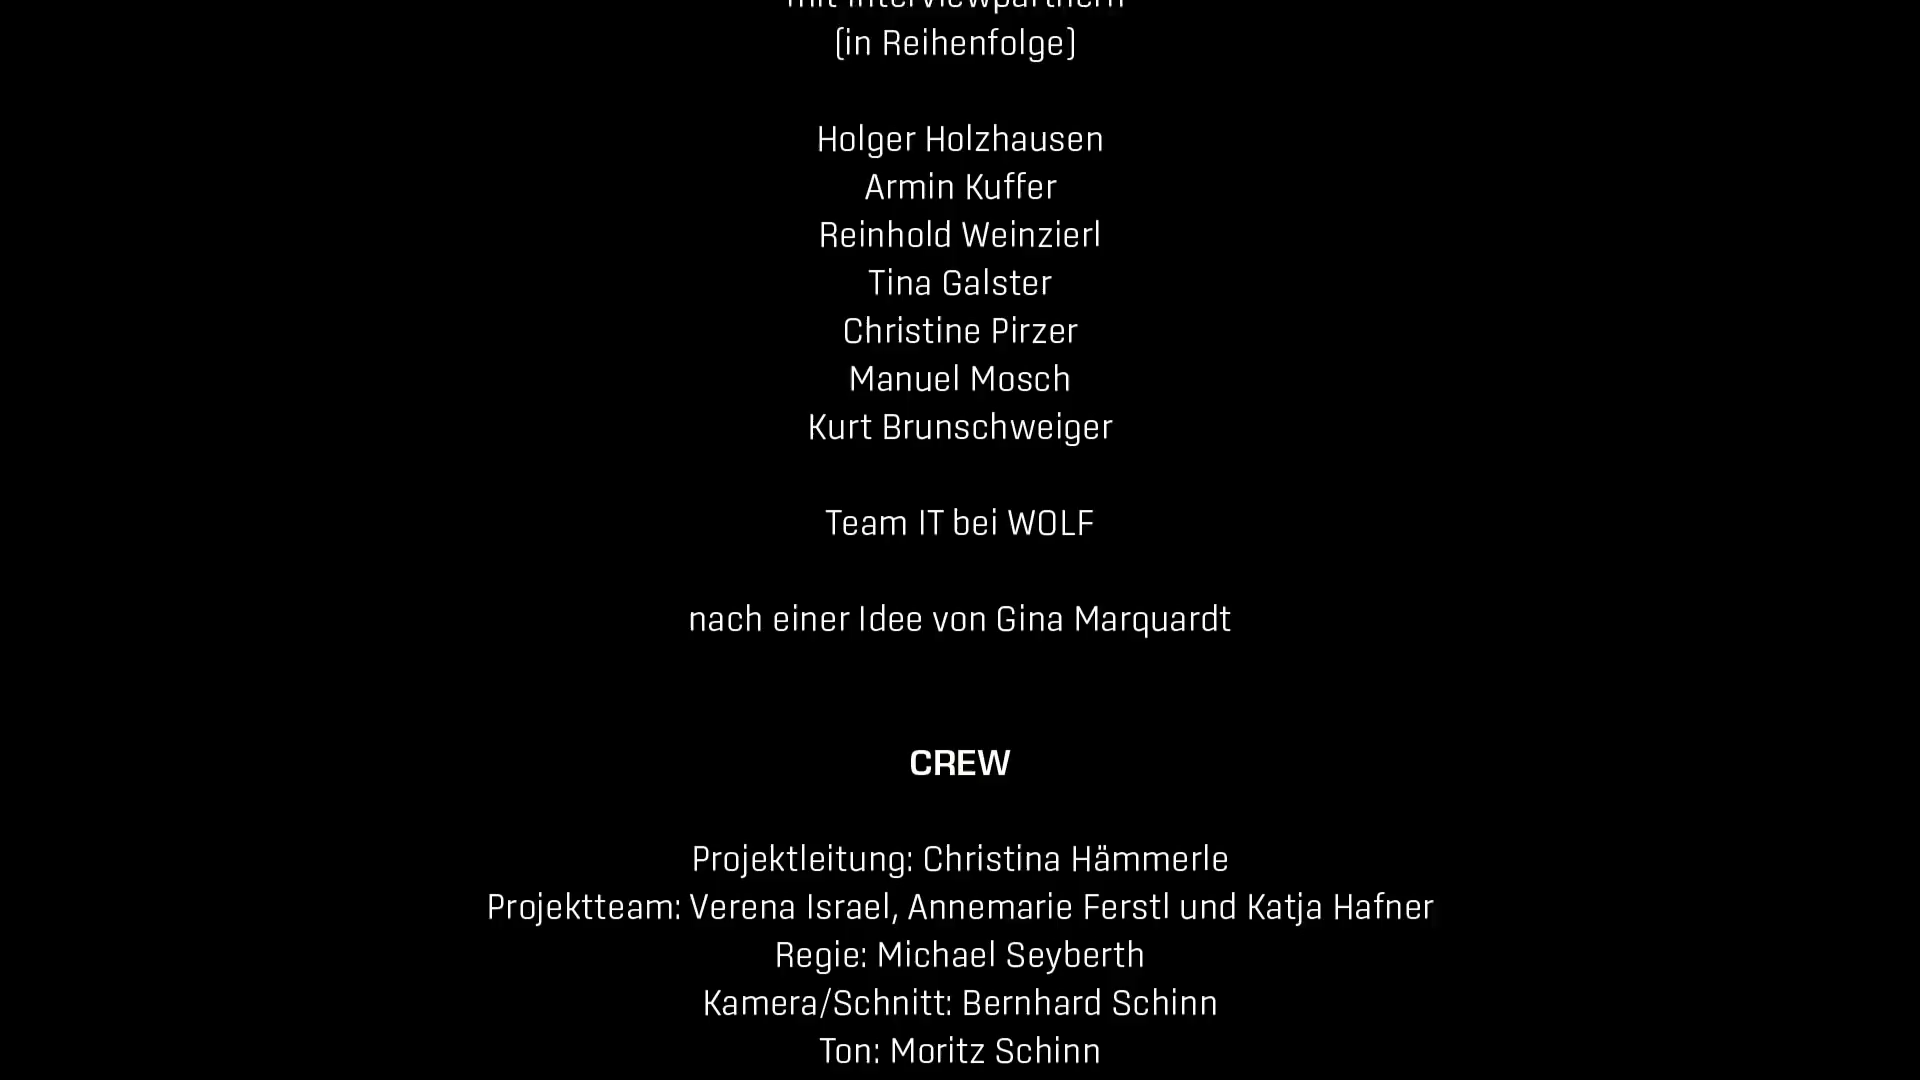 mit Interviewpartnern
(in Reihenfolge)
Holger Holzhausen
Armin Kuffer
Reinhold Weinzierl
Tina Galster
Christine Pirzer
Manuel Mosch
Kurt Brunschweiger
Team IT bei WOLF
nach einer Idee von Gina Marquardt
CREW
Projektleitung: Christina Hämmerle
Projektteam: Verena Israel, Annemarie Ferstl und Katja Hafner
Regie: Michael Seyberth
Kamera/Schnitt: Bernhard Schinn
Ton: Moritz Schinn